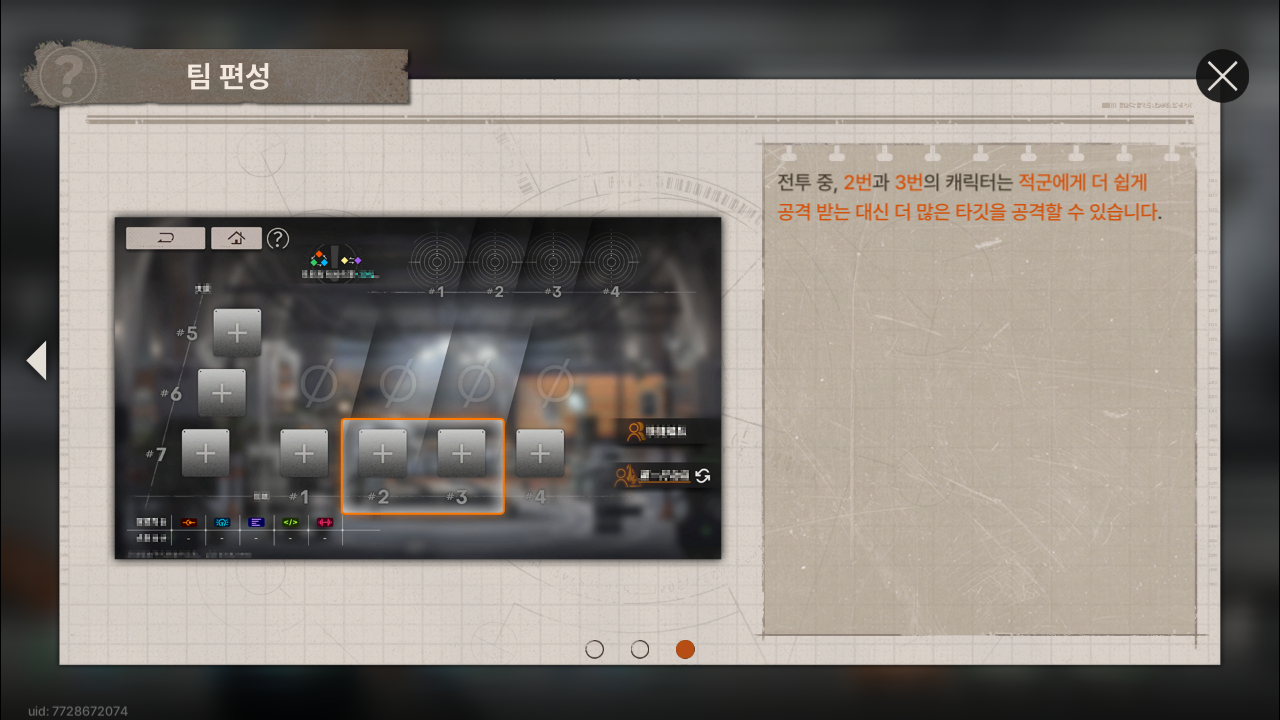 팀 편성
전투 중, 2번과 3번의 캐릭터는 적군에게 더 쉽게
공격 받는 대신 더 많은 타깃을 공격할 수 있습니다.
#1 #2 #3 #4
#5
#6
#7
#1 #2 #3 #4
- - - - -
uid: 7728672074